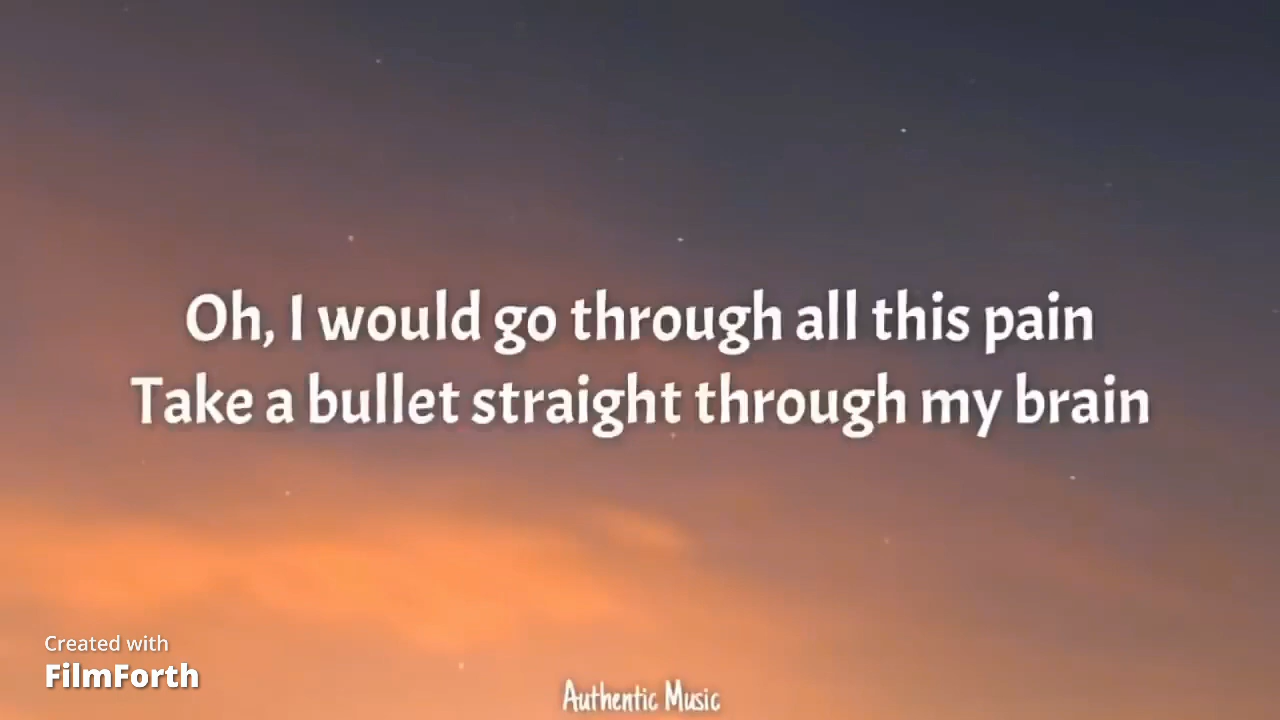 Oh, I would go through all this pain
Take a bullet straight through my brain
Created with
FilmForth
Authentic Music